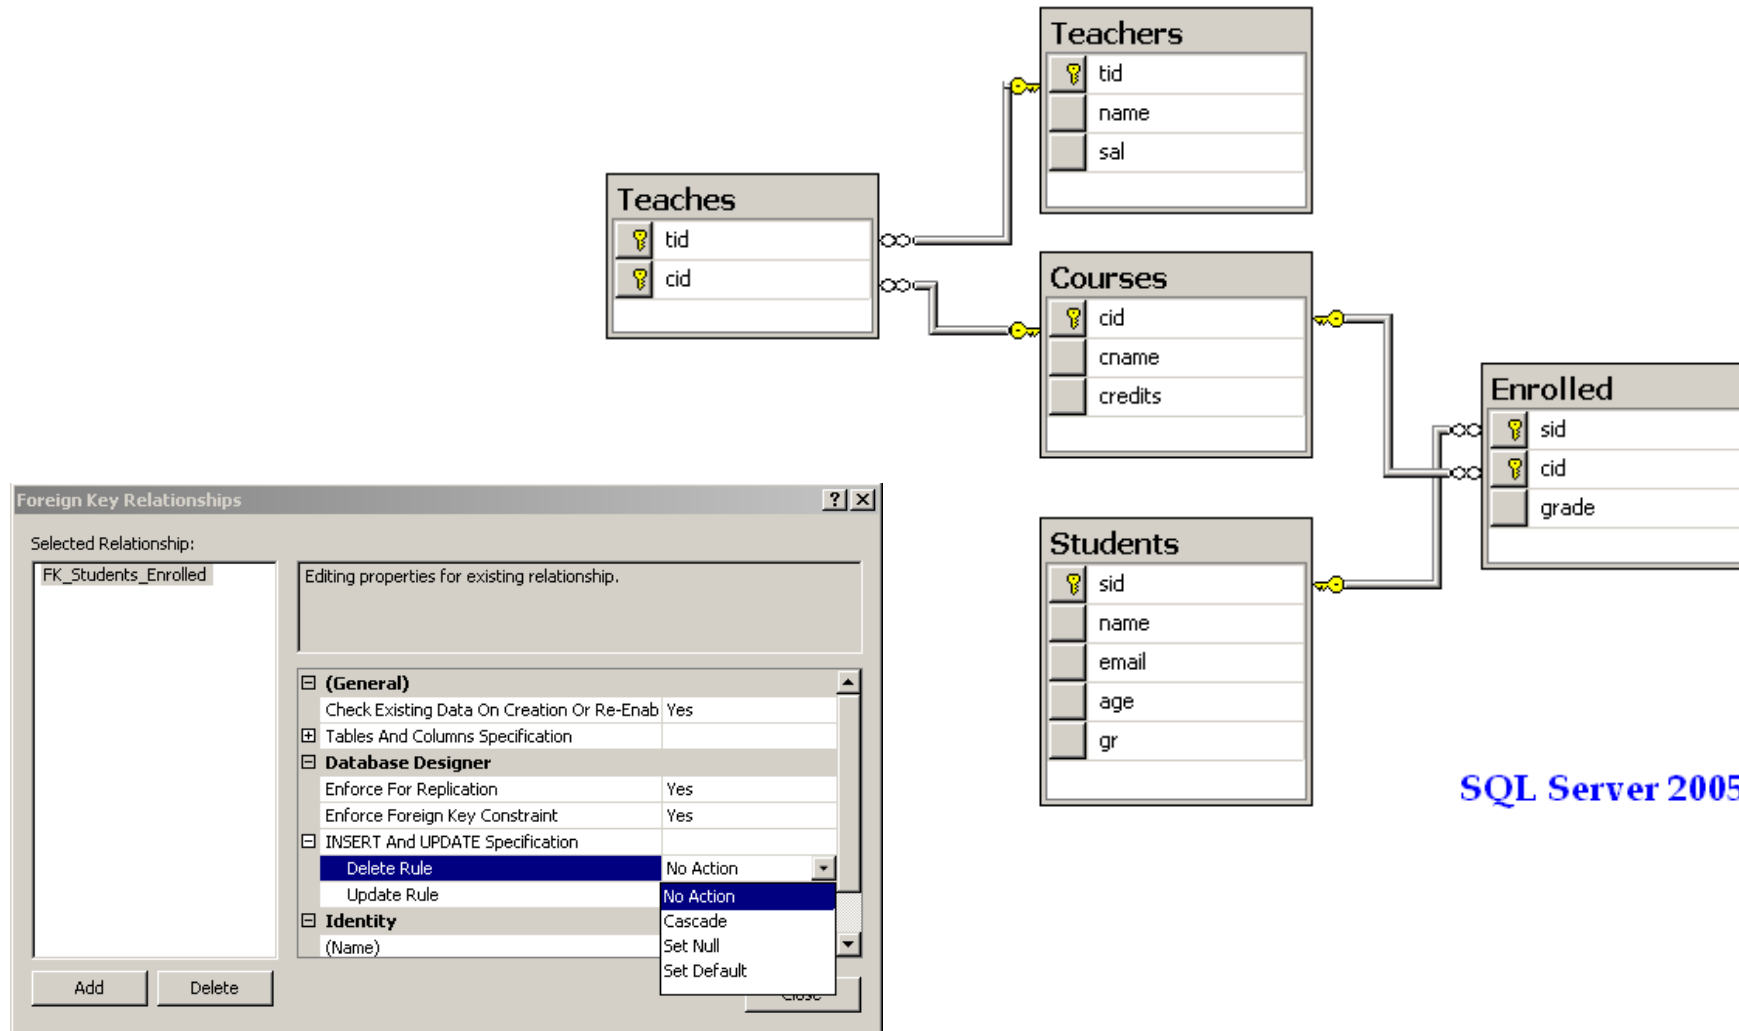 Teachers
tid
name
sal
Teaches
tid
cid
Courses
cid
cname
credits
Enrolled
sid
cid
grade
Students
sid
name
email
age
gr
SQL Server 2005
Foreign Key Relationships
Selected Relationship:
FK_Students_Enrolled
Editing properties for existing relationship.
(General)
Check Existing Data On Creation Or Re-Enab Yes
Tables And Columns Specification
Database Designer
Enforce For Replication Yes
Enforce Foreign Key Constraint Yes
INSERT And UPDATE Specification
Delete Rule No Action
Update Rule
No Action
Identity
Cascade
(Name)
Set Null
Set Default
Add
Delete
Close